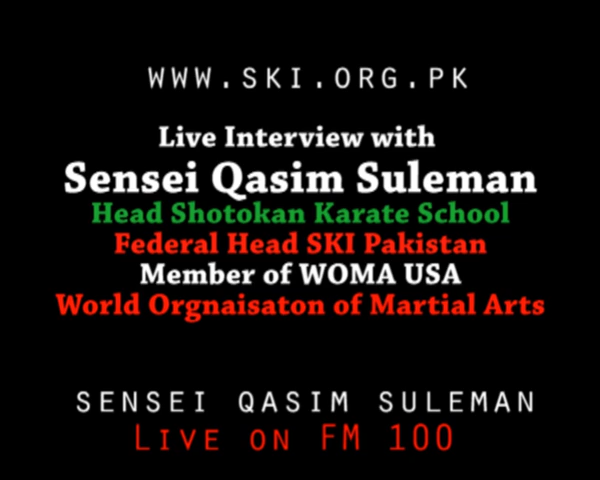 WWW.SKI.ORG.PK
Live Interview with
Sensei Qasim Suleman
Head Shotokan Karate School
Federal Head SKI Pakistan
Member of WOMA USA
World Orgnaisaton of Martial Arts
SENSEI QASIM SULEMAN
LIVE ON FM 100